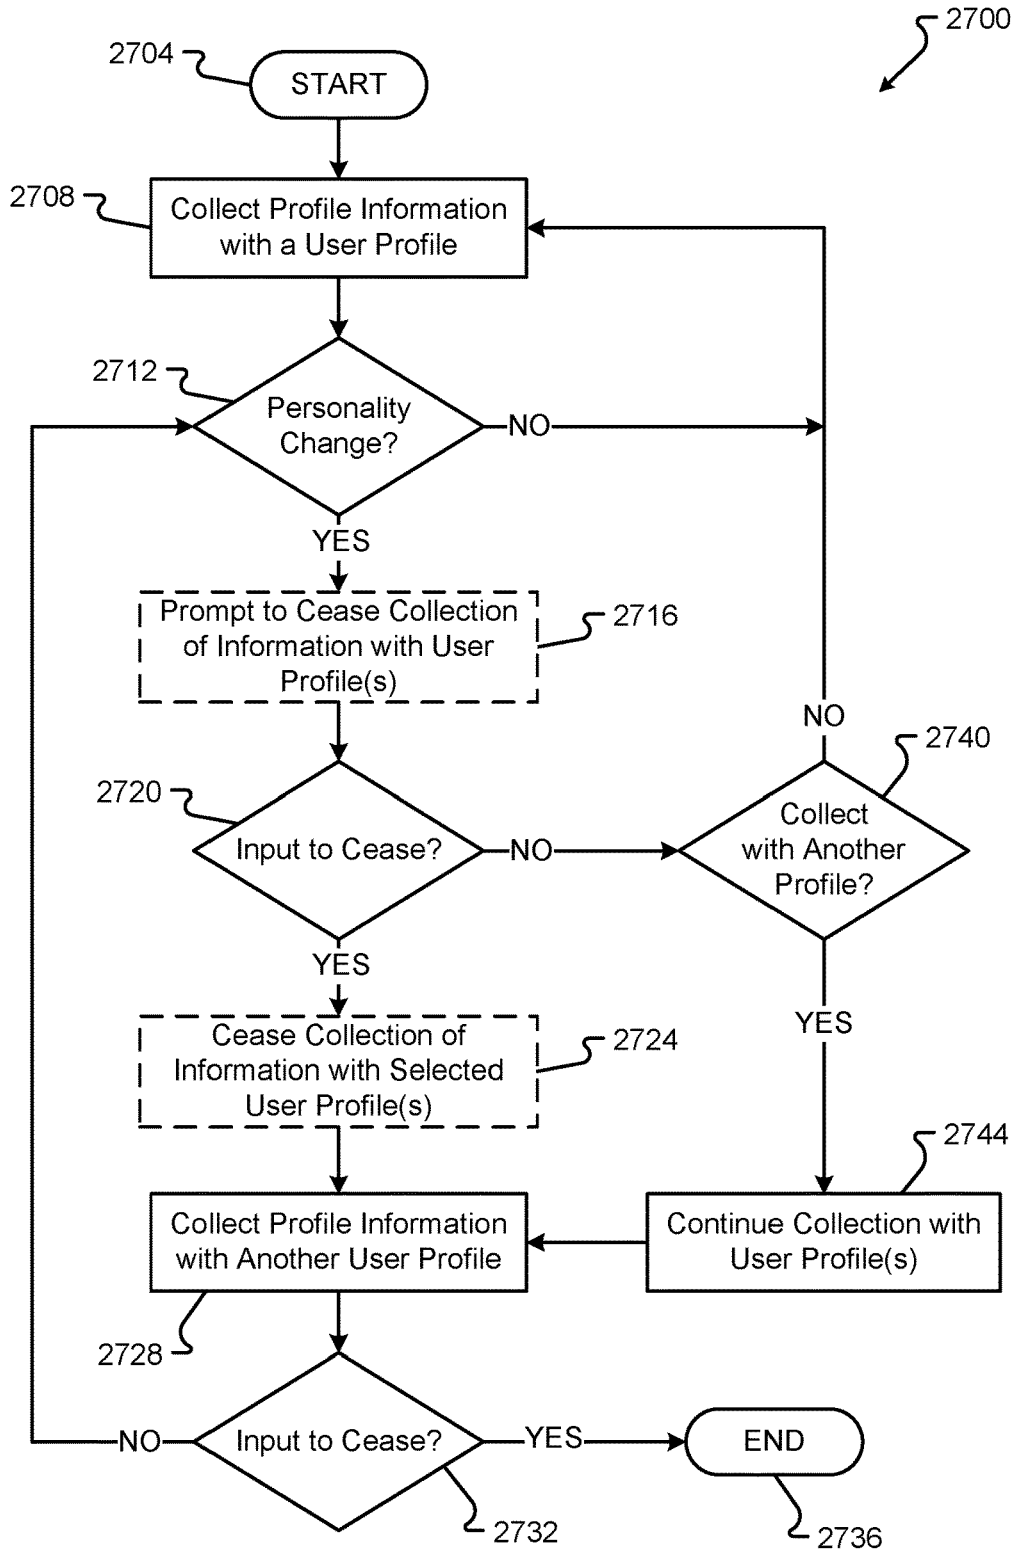 2700
2704
START
2708
Collect Profile Information
with a User Profile
2712
Personality
Change?
NO
YES
Prompt to Cease Collection
of Information with User
Profile(s)
2716
NO
2740
2720
Input to Cease?
NO
Collect
with Another
Profile?
YES
YES
Cease Collection of
Information with Selected
User Profile(s)
2724
2744
Collect Profile Information
with Another User Profile
Continue Collection with
User Profile(s)
2728
NO
Input to Cease?
YES
END
2732
2736